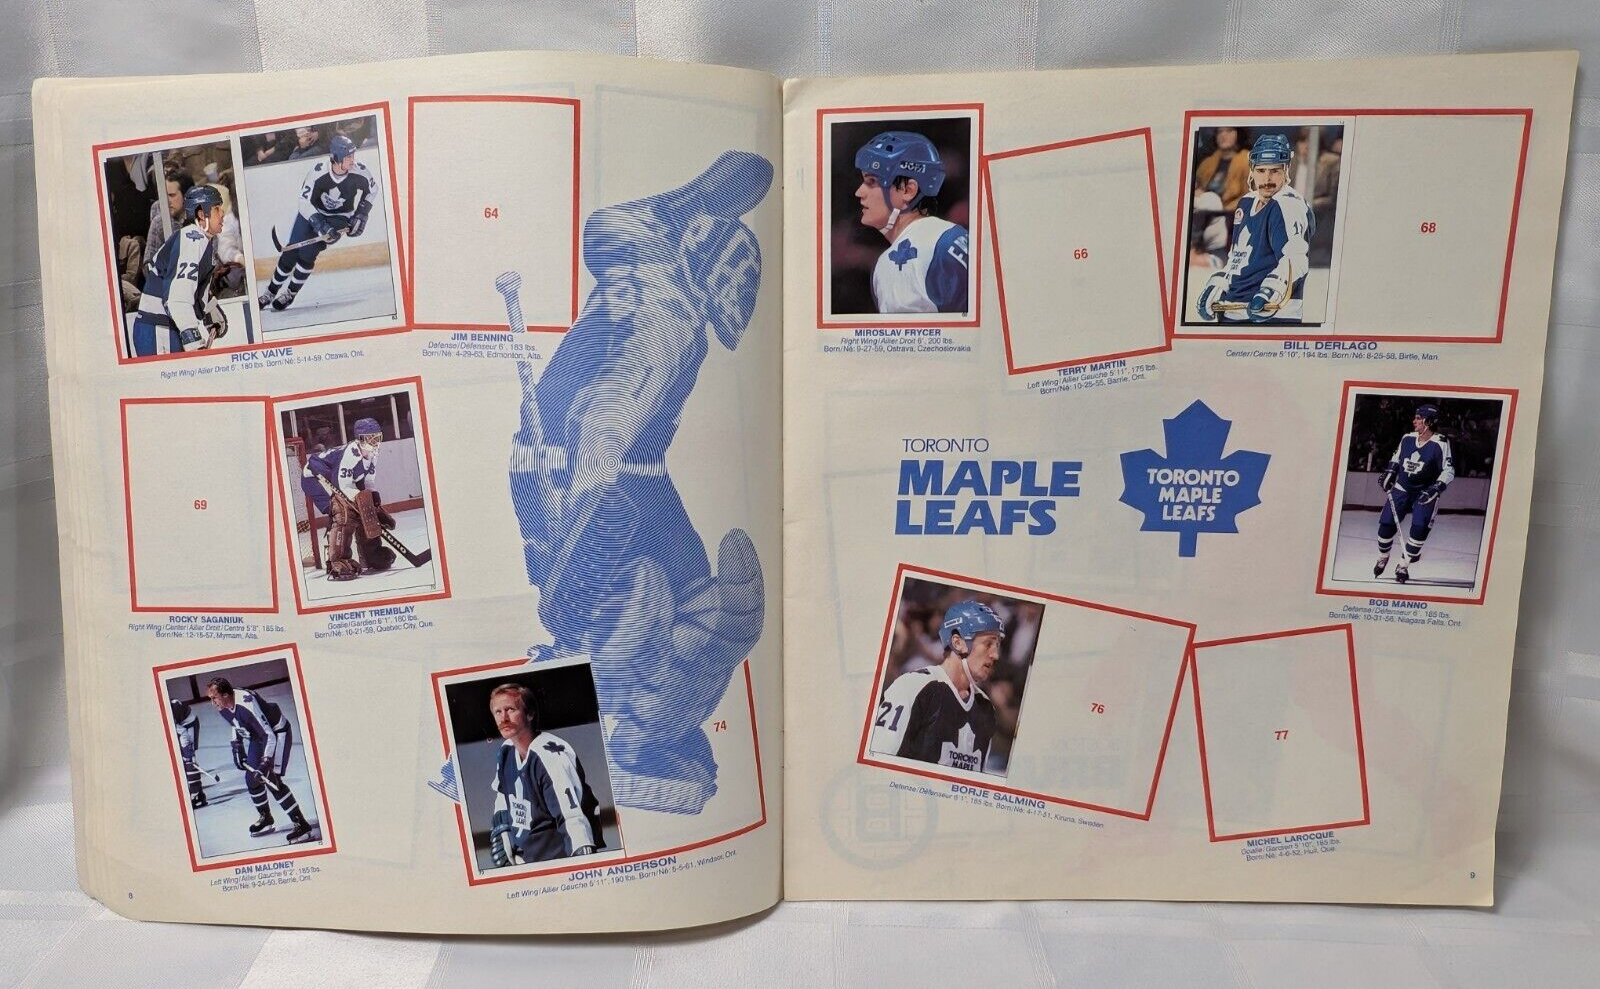 22
2
63
RICK VAIVE
Right Wing/Ailier Droit 6', 180 lbs. Born/Né: 5-14-59, Ottawa, Ont.
64
JIM BENNING
Defense/Défenseur 6', 183 lbs.
Born/Né: 4-29-63, Edmonton, Alta.
69
ROCKY SAGANIUK
Right Wing/Center/Ailier Droit/Centre 5'8", 185 lbs.
Born/Né: 12-15-57, Myrnam, Alta.
VINCENT TREMBLAY
Goalie/Gardien 6'1", 180 lbs.
Born/Né: 10-21-59, Quebec City, Que.
DAN MALONEY
Left Wing/Ailier Gauche 6'2", 185 lbs.
Born/Né: 9-24-50, Barrie, Ont.
74
1
JOHN ANDERSON
Left Wing/Ailier Gauche 5'11", 190 lbs. Born/Né: 5-5-61, Windsor, Ont.
8
JOFA
MIROSLAV FRYCER
Right Wing/Ailier Droit 6', 200 lbs.
Born/Né: 9-27-59, Ostrava, Czechoslovakia
66
TERRY MARTIN
Left Wing/Ailier Gauche 5'11", 175 lbs.
Born/Né: 10-25-55, Barrie, Ont.
68
BILL DERLAGO
Center/Centre 5'10", 194 lbs. Born/Né: 8-25-58, Birtle, Man.
TORONTO
MAPLE
LEAFS
TORONTO
MAPLE
LEAFS
BOB MANNO
Defense/Défenseur 6', 185 lbs.
Born/Né: 10-31-56, Niagara Falls, Ont
21
TORONTO
MAPLE
76
BORJE SALMING
Defense/Défenseur 6'1", 185 lbs. Born/Né: 4-17-51, Kiruna, Sweden
77
MICHEL LAROCQUE
Goalie/Gardien 5'10", 185 lbs.
Born/Né: 4-6-52, Hull, Que.
9